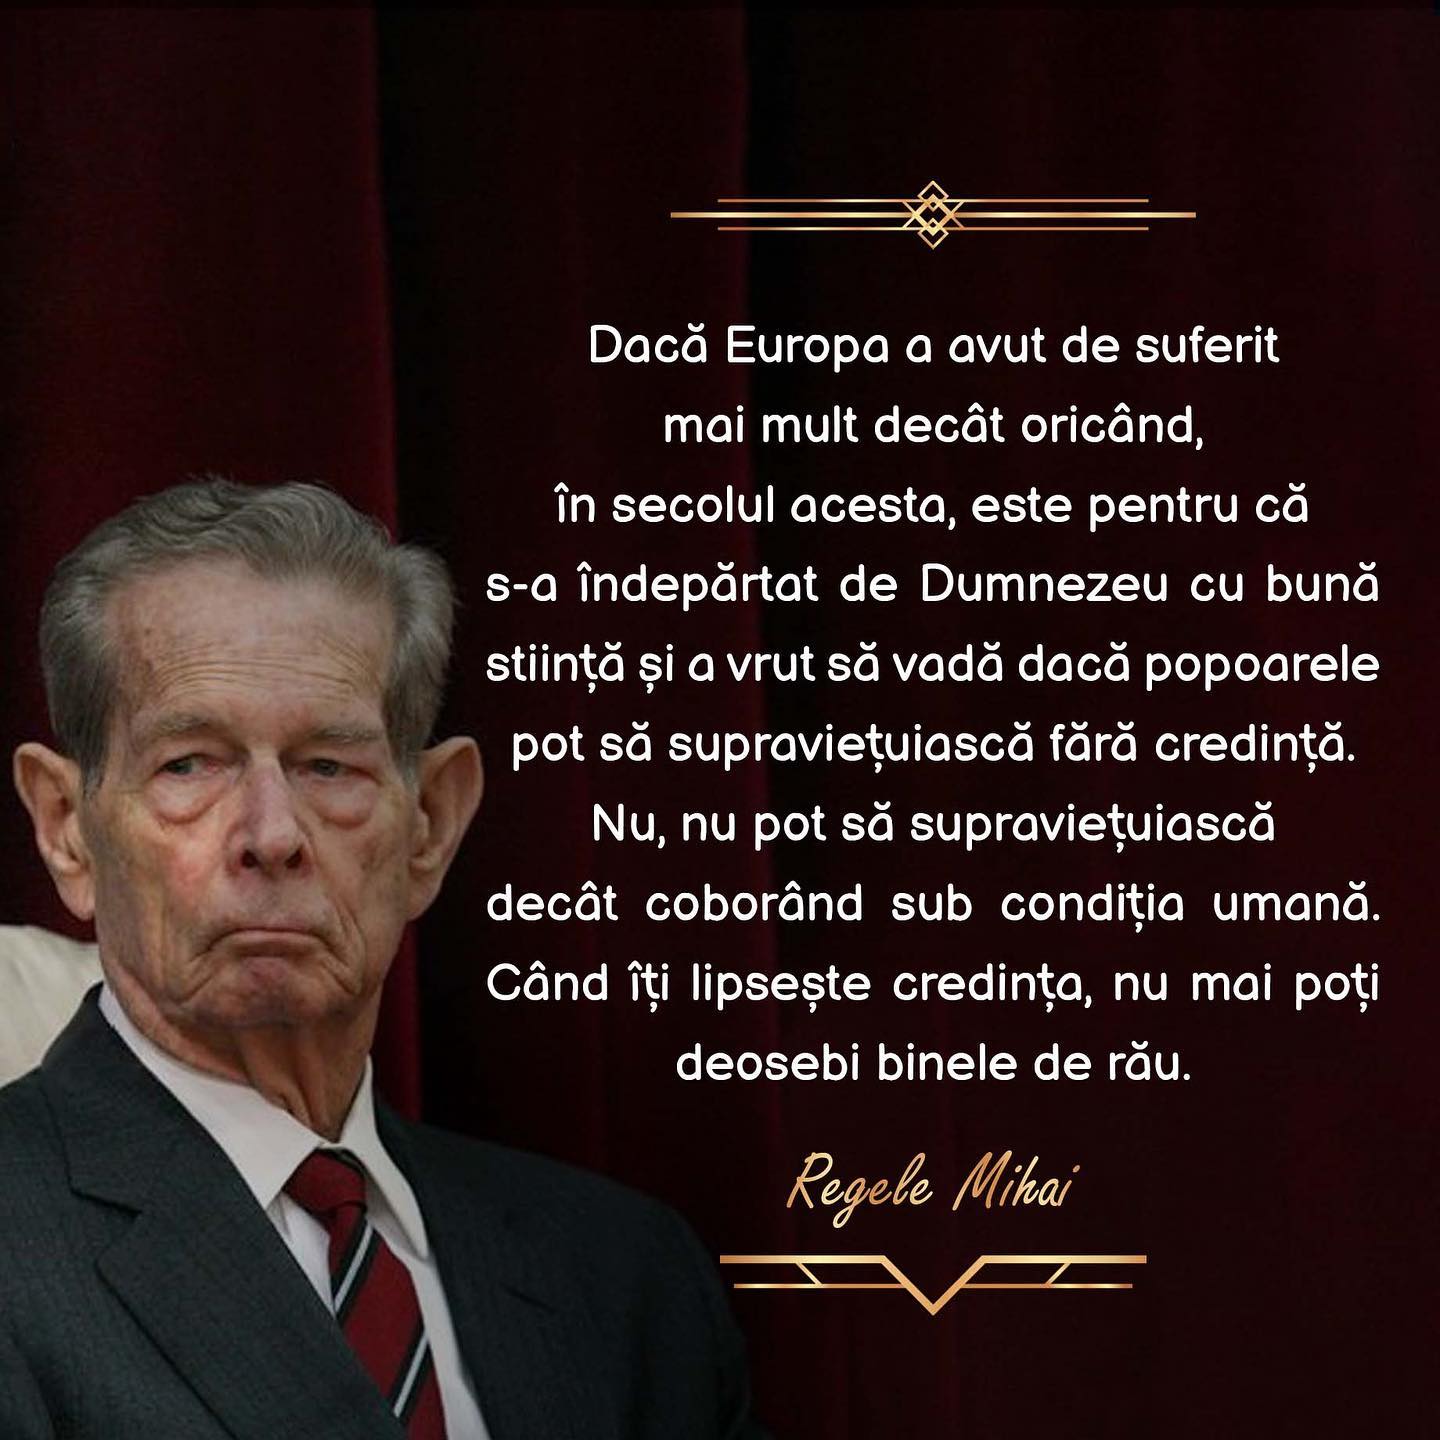 Dacă Europa a avut de suferit
mai mult decât oricând,
în secolul acesta, este pentru că
s-a îndepărtat de Dumnezeu cu bună
stiință și a vrut să vadă dacă popoarele
pot să supraviețuiască fără credință.
Nu, nu pot să supraviețuiască
decât coborând sub condiția umană.
Când îți lipsește credința, nu mai poți
deosebi binele de rău.
Regele Mihai